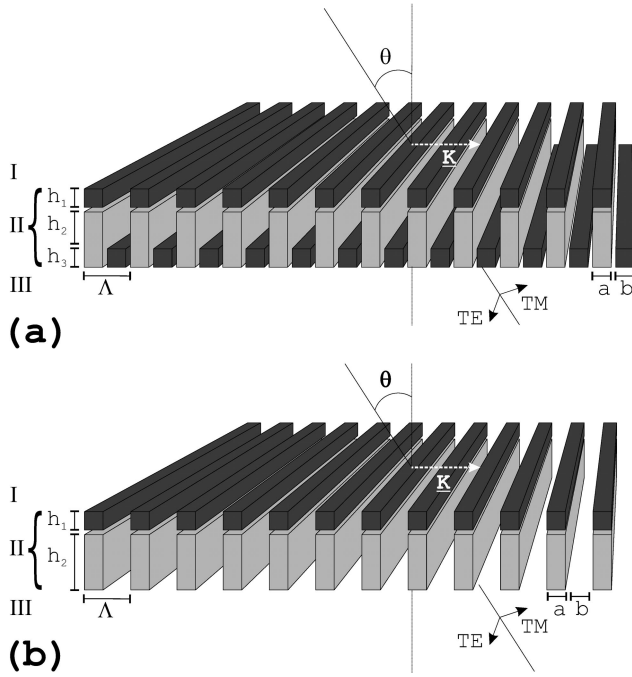 θ
K
I
h₁
II
h₂
h₃
III
Λ
a b
TM
TE
(a)
θ
K
I
h₁
II
h₂
III
Λ
a b
TM
TE
(b)